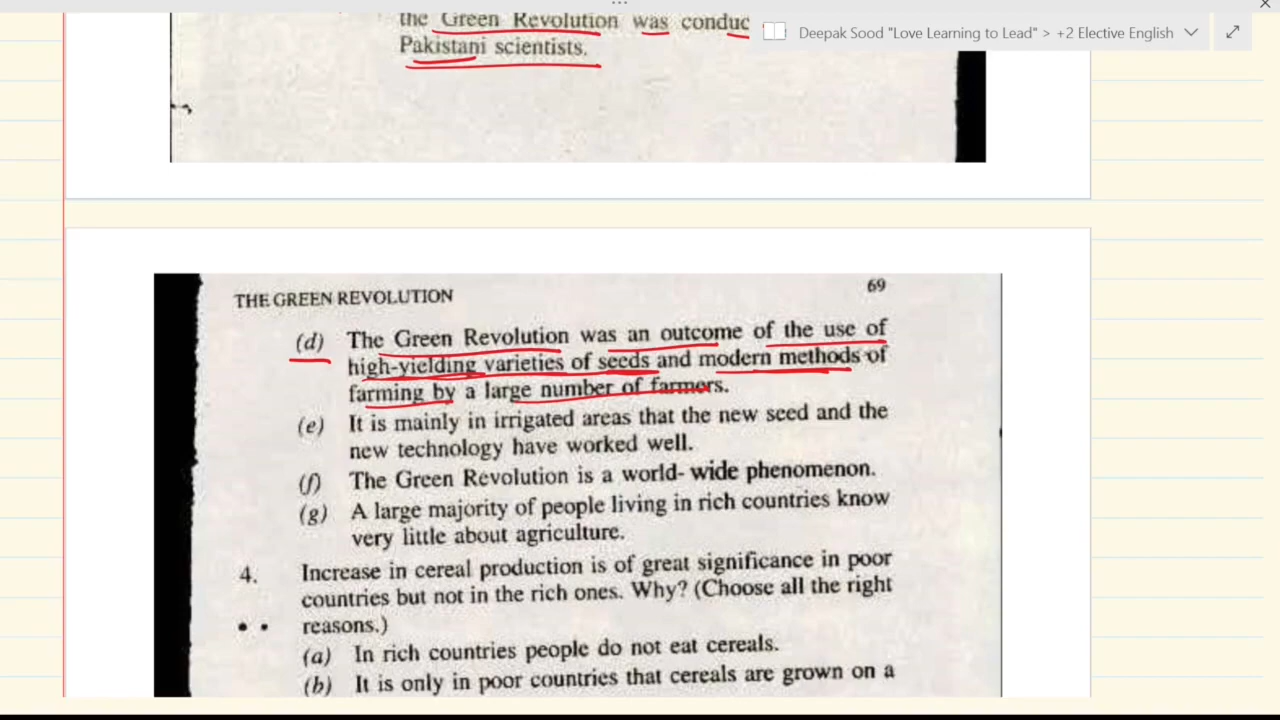 the Green Revolution was conduc
Deepak Sood "Love Learning to Lead" > +2 Elective English
Pakistani scientists.
THE GREEN REVOLUTION
69
(d) The Green Revolution was an outcome of the use of
high-yielding varieties of seeds and modern methods of
farming by a large number of farmers.
(e) It is mainly in irrigated areas that the new seed and the
new technology have worked well.
(f) The Green Revolution is a world- wide phenomenon.
(g) A large majority of people living in rich countries know
very little about agriculture.
4. Increase in cereal production is of great significance in poor
countries but not in the rich ones. Why? (Choose all the right
reasons.)
(a) In rich countries people do not eat cereals.
(b) It is only in poor countries that cereals are grown on a